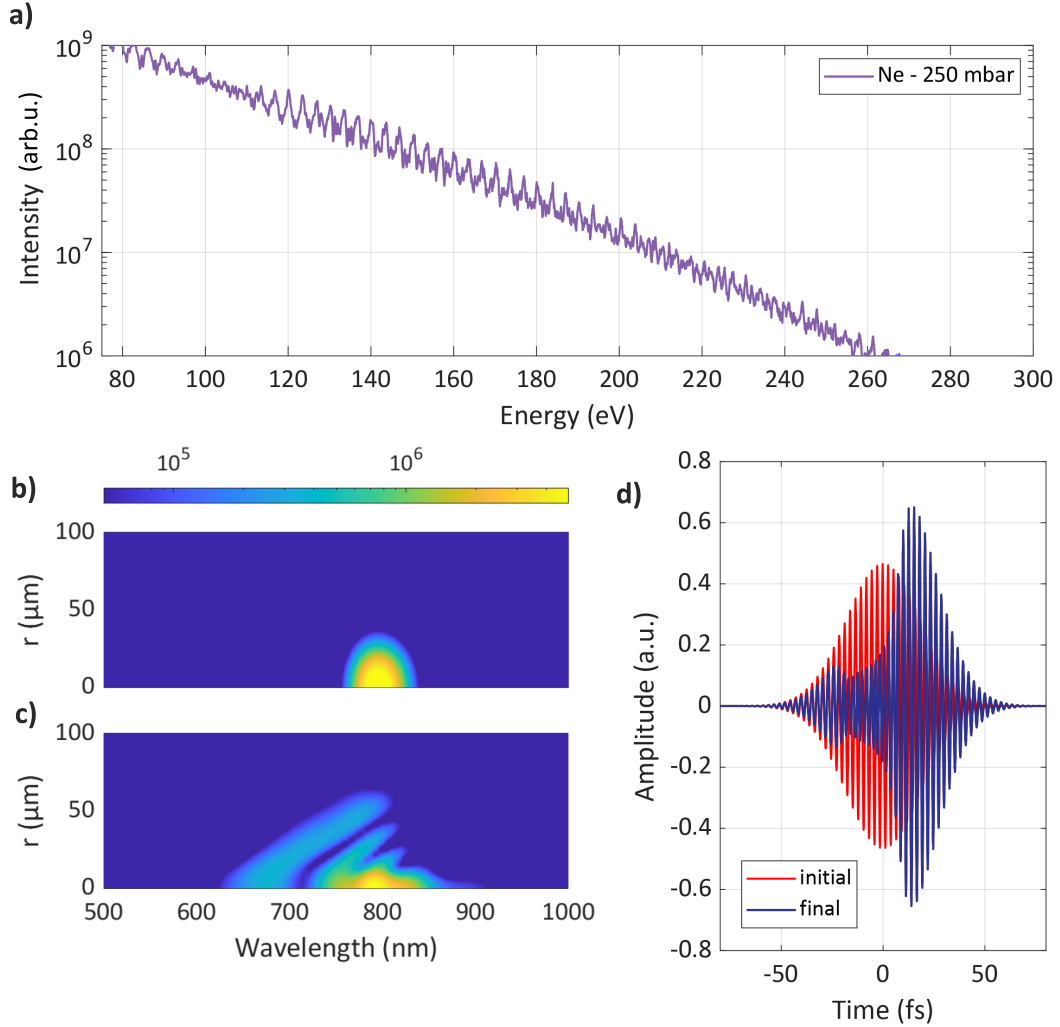 a)
Intensity (arb.u.)
10^9
10^8
10^7
10^6
Ne - 250 mbar
80 100 120 140 160 180 200 220 240 260 280 300
Energy (eV)
10^5 10^6
b)
r (μm)
100
50
0
c)
r (μm)
100
50
0
500 600 700 800 900 1000
Wavelength (nm)
d)
Amplitude (a.u.)
0.8
0.6
0.4
0.2
0
-0.2
-0.4
-0.6
-0.8
initial
final
-50 0 50
Time (fs)